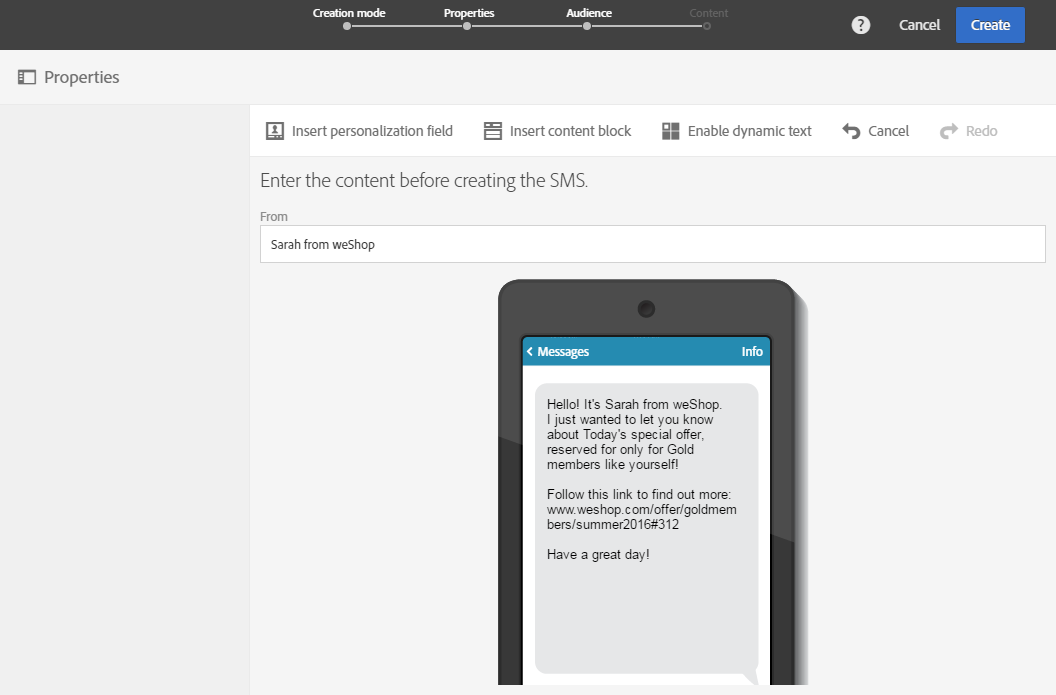 Creation mode Properties Audience Content
? Cancel Create
Properties
Insert personalization field Insert content block Enable dynamic text Cancel Redo
Enter the content before creating the SMS.
From
Sarah from weShop
Messages Info
Hello! It's Sarah from weShop.
I just wanted to let you know
about Today's special offer,
reserved for only for Gold
members like yourself!
Follow this link to find out more:
www.weshop.com/offer/goldmem
bers/summer2016#312
Have a great day!